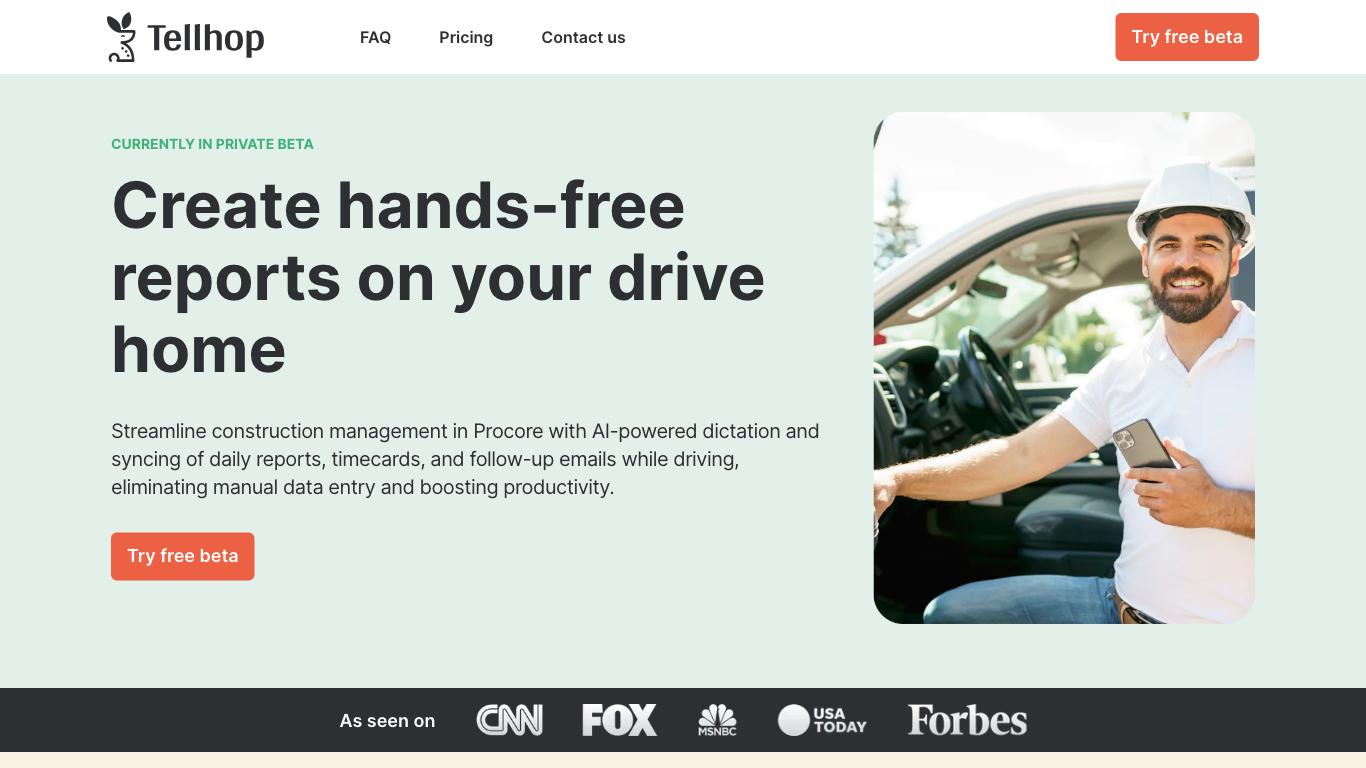 Tellhop
FAQ
Pricing
Contact us
Try free beta
CURRENTLY IN PRIVATE BETA
Create hands-free
reports on your drive
home
Streamline construction management in Procore with AI-powered dictation and
syncing of daily reports, timecards, and follow-up emails while driving,
eliminating manual data entry and boosting productivity.
Try free beta
As seen on
CNN
FOX
MSNBC
USA
TODAY
Forbes